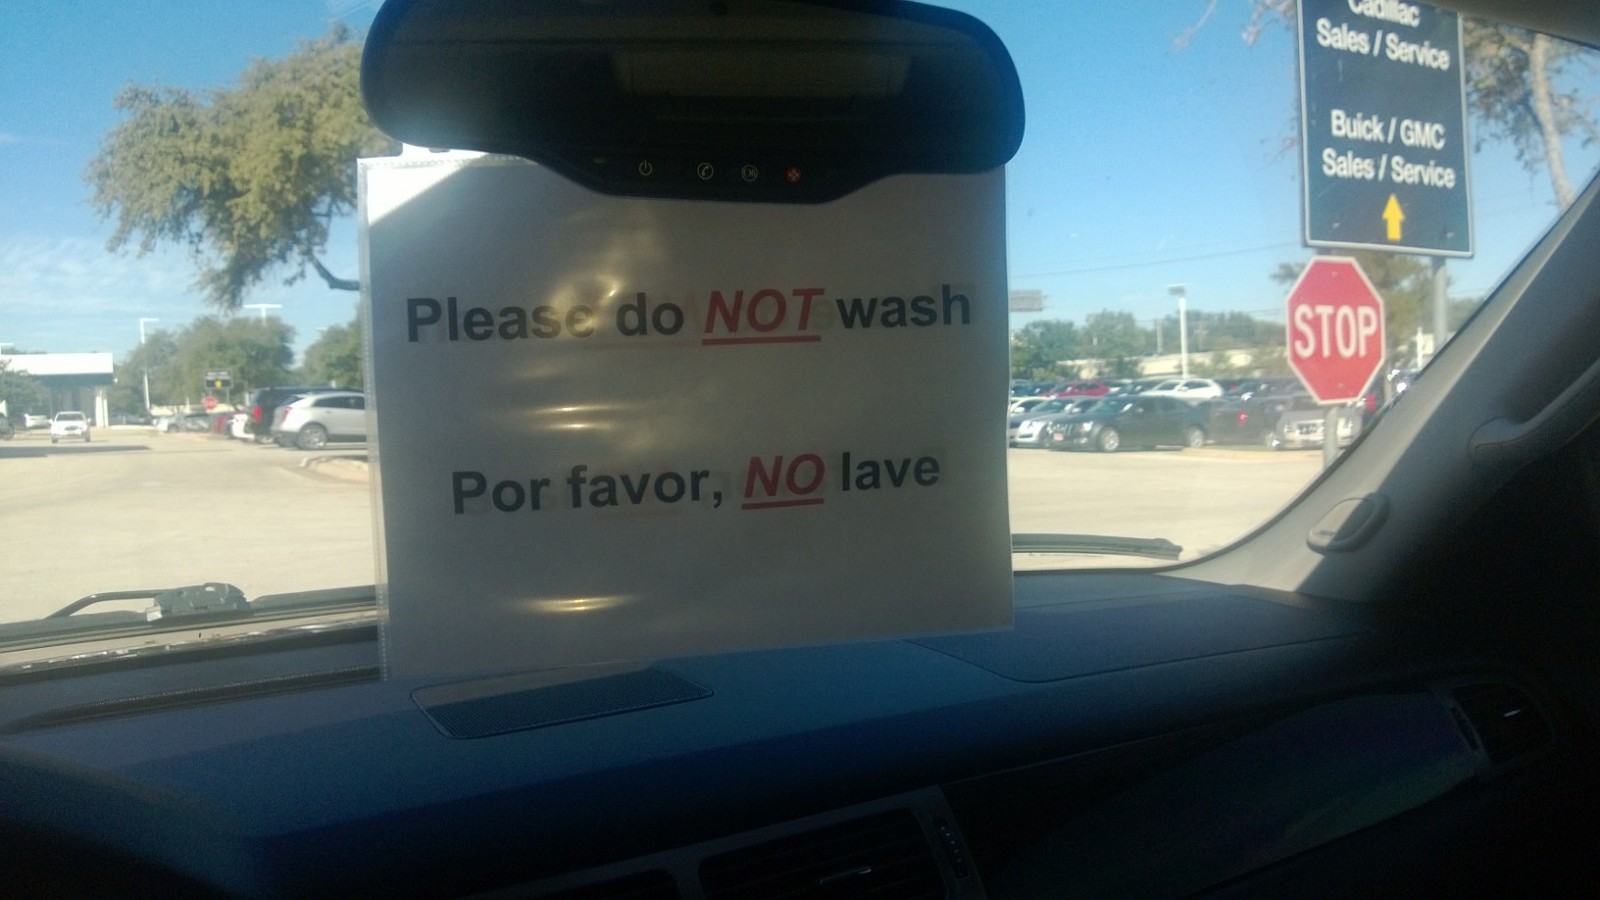 Please do NOT wash
Por favor, NO lave
Cadillac
Sales / Service
Buick / GMC
Sales / Service
STOP